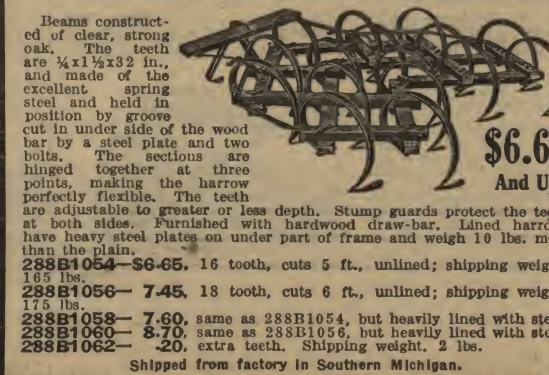 Beams construct-
ed of clear, strong
oak. The teeth
are ¼x1½x32 in.,
and made of the
excellent spring
steel and held in
position by groove
cut in under side of the wood
bar by a steel plate and two
bolts. The sections are
hinged together at three
points, making the harrow
perfectly flexible. The teeth
$6.6
And U
are adjustable to greater or less depth. Stump guards protect the tee
at both sides. Furnished with hardwood draw-bar. Lined harro
have heavy steel plates on under part of frame and weigh 10 lbs. m
than the plain.
288B1054—$6.65, 16 tooth, cuts 5 ft., unlined; shipping weig
165 lbs.
288B1056— 7.45, 18 tooth, cuts 6 ft., unlined; shipping weig
175 lbs.
288B1058— 7.60, same as 288B1054, but heavily lined with ste
288B1060— 8.70, same as 288B1056, but heavily lined with ste
288B1062— .20, extra teeth. Shipping weight, 2 lbs.
Shipped from factory in Southern Michigan.